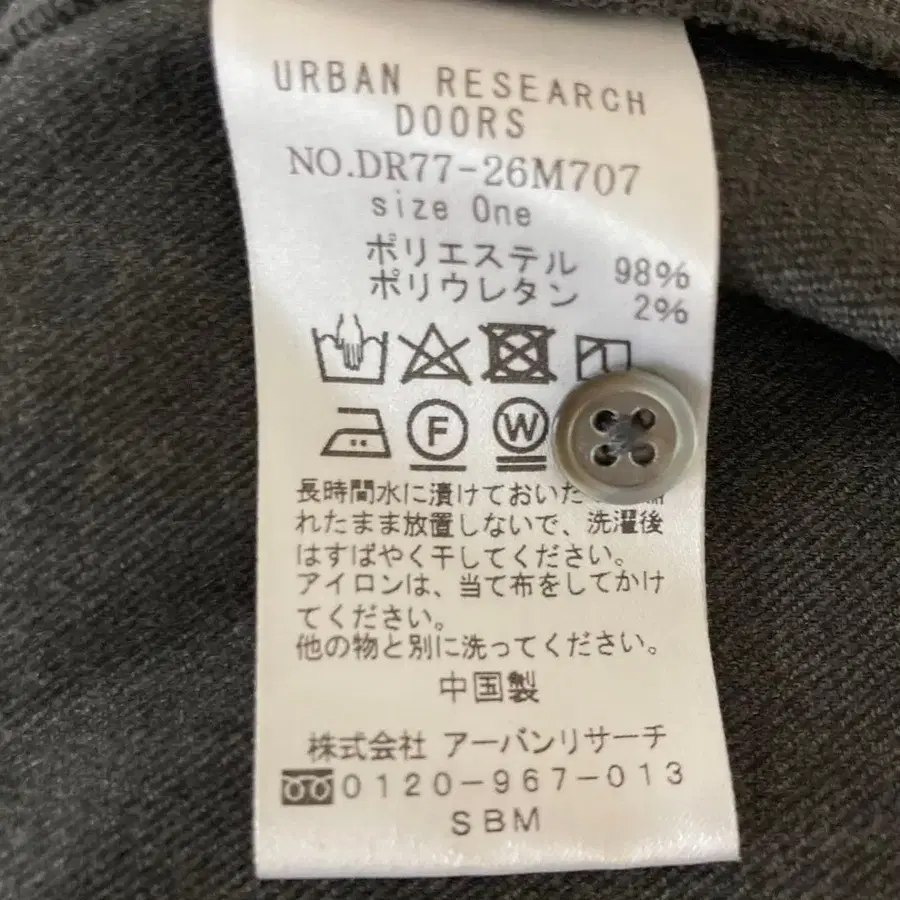 URBAN RESEARCH
DOORS
NO.DR77-26M707
size One
ポリエステル 98%
ポリウレタン 2%
F W
長時間水に漬けておいた
れたまま放置しないで、洗濯後
はすばやく干してください。
アイロンは、当て布をしてかけ
てください。
他の物と別に洗ってください。
中国製
株式会社 アーバンリサーチ
0120-967-013
SBM